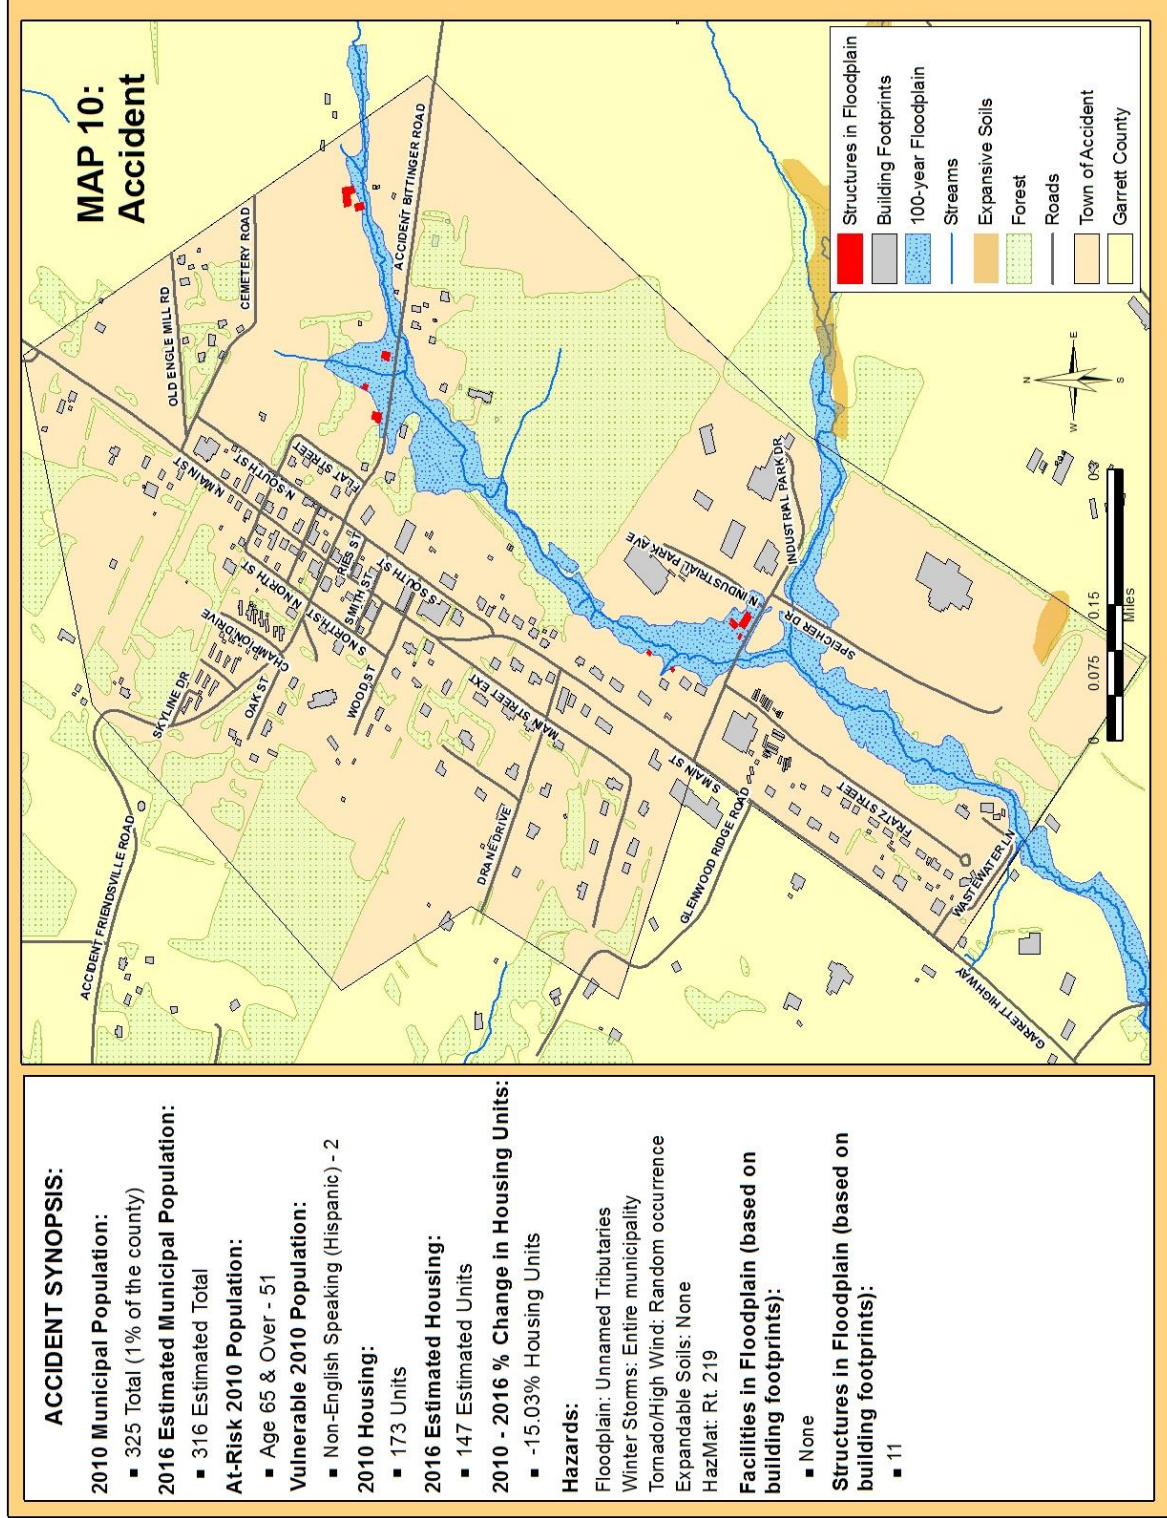 ACCIDENT SYNOPSIS:
2010 Municipal Population:
▪ 325 Total (1% of the county)
2016 Estimated Municipal Population:
▪ 316 Estimated Total
At-Risk 2010 Population:
▪ Age 65 & Over - 51
Vulnerable 2010 Population:
▪ Non-English Speaking (Hispanic) - 2
2010 Housing:
▪ 173 Units
2016 Estimated Housing:
▪ 147 Estimated Units
2010 - 2016 % Change in Housing Units:
▪ -15.03% Housing Units
Hazards:
Floodplain: Unnamed Tributaries
Winter Storms: Entire municipality
Tornado/High Wind: Random occurrence
Expandable Soils: None
HazMat: Rt. 219
Facilities in Floodplain (based on
building footprints):
▪ None
Structures in Floodplain (based on
building footprints):
▪ 11
MAP 10:
Accident
ACCIDENT FRIENDSVILLE ROAD
SKYLINE DR
CHAMPION DRIVE
OAK ST
N NORTH ST
S NORTH ST
WOOD ST
SMITH ST
RIES ST
N MAIN ST
N SOUTH ST
S SOUTH ST
FLAT STREET
OLD ENGLE MILL RD
CEMETERY ROAD
ACCIDENT BITTINGER ROAD
MAIN STREET EXT
DRANE DRIVE
S MAIN ST
GLENWOOD RIDGE ROAD
N INDUSTRIAL PARK AVE
INDUSTRIAL PARK DR
SPEICHER DR
FRATZ STREET
WASTEWATER LN
GARRETT HIGHWAY
N
W
E
S
0
0.075
0.15
0.3
Miles
Structures in Floodplain
Building Footprints
100-year Floodplain
Streams
Expansive Soils
Forest
Roads
Town of Accident
Garrett County